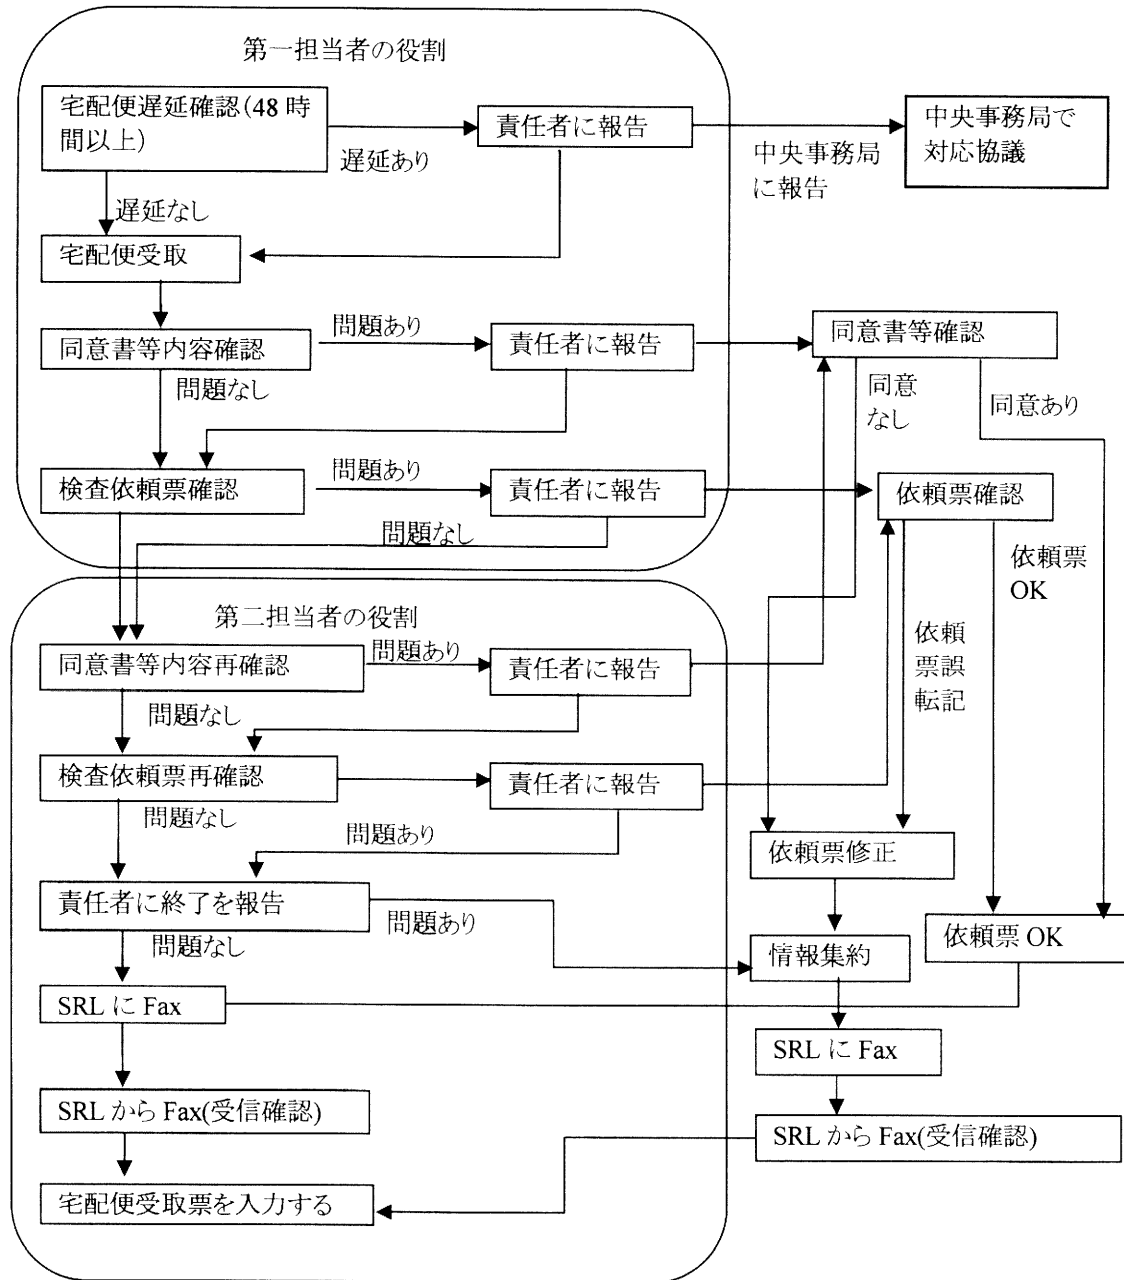 第一担当者の役割
宅配便遅延確認（48 時
間以上）
責任者に報告
中央事務局で
対応協議
遅延あり
中央事務局
に報告
遅延なし
宅配便受取
問題あり
同意書等内容確認
責任者に報告
同意書等確認
問題なし
同意
なし
同意あり
問題あり
検査依頼票確認
責任者に報告
依頼票確認
問題なし
依頼票
OK
第二担当者の役割
問題あり
同意書等内容再確認
責任者に報告
依頼
票誤
転記
問題なし
検査依頼票再確認
責任者に報告
問題なし
問題あり
依頼票修正
責任者に終了を報告
問題あり
問題なし
情報集約
依頼票 OK
SRL に Fax
SRL に Fax
SRL から Fax(受信確認)
SRL から Fax(受信確認)
宅配便受取票を入力する